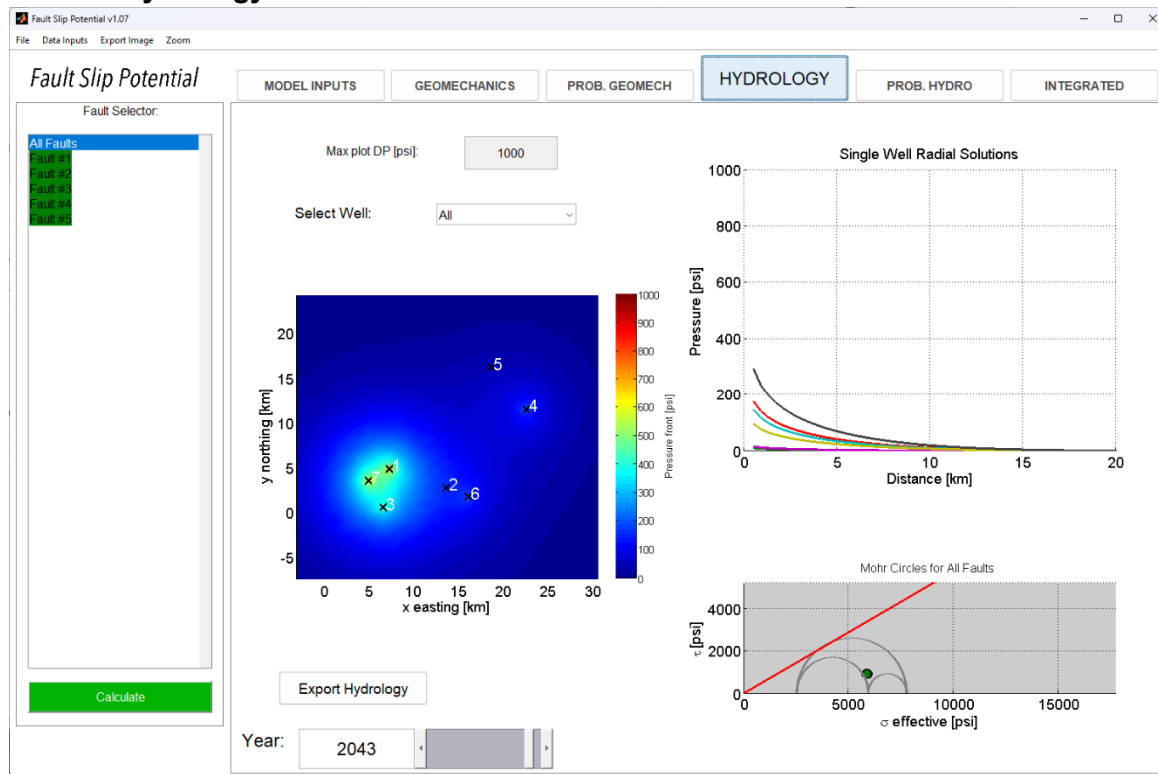 Fault Slip Potential v1.07
File Data Inputs Export Image Zoom
Fault Slip Potential
MODEL INPUTS GEOMECHANICS PROB. GEOMECH HYDROLOGY PROB. HYDRO INTEGRATED
Fault Selector:
All Faults
Fault #1
Fault #2
Fault #3
Fault #4
Fault #5
Calculate
Max plot DP [psi]: 1000
Select Well: All
20
15
10
5
0
-5
y northing [km]
0 5 10 15 20 25 30
x easting [km]
5
4
1
7
3
2
6
1000
900
800
700
600
500
400
300
200
100
0
Pressure front [psi]
Export Hydrology
Year: 2043
Single Well Radial Solutions
1000
800
600
400
200
0
Pressure [psi]
0 5 10 15 20
Distance [km]
Mohr Circles for All Faults
4000
2000
0
τ [psi]
0 5000 10000 15000
σ effective [psi]